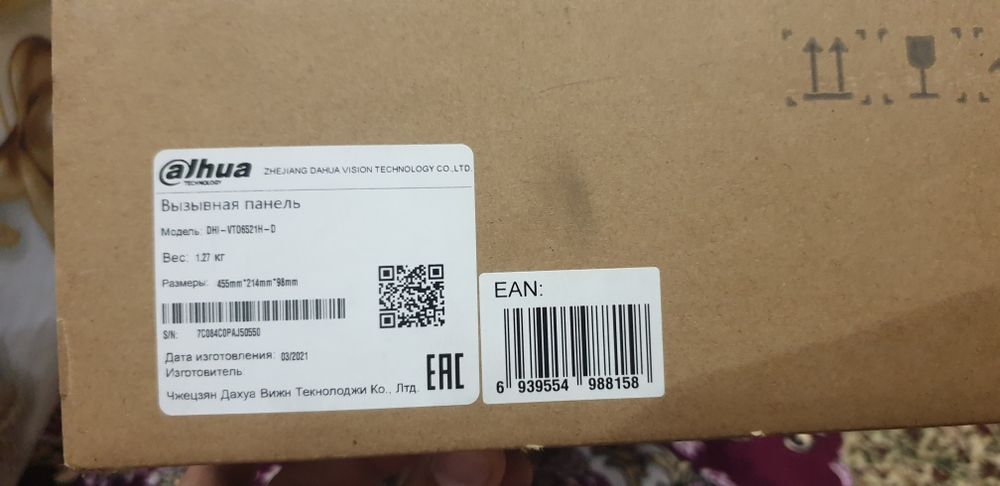 alhua
TECHNOLOGY
ZHEJIANG DAHUA VISION TECHNOLOGY CO.,LTD.
Вызывная панель
Модель: DHI-VTO6521H-D
Вес: 1.27 кг
Размеры: 455mm*214mm*98mm
S/N: 7C084C0PAJ50550
Дата изготовления: 03/2021
Изготовитель
Чжецзян Дахуа Вижн Текнолоджи Ко., Лтд.
EAC
EAN:
6 939554 988158